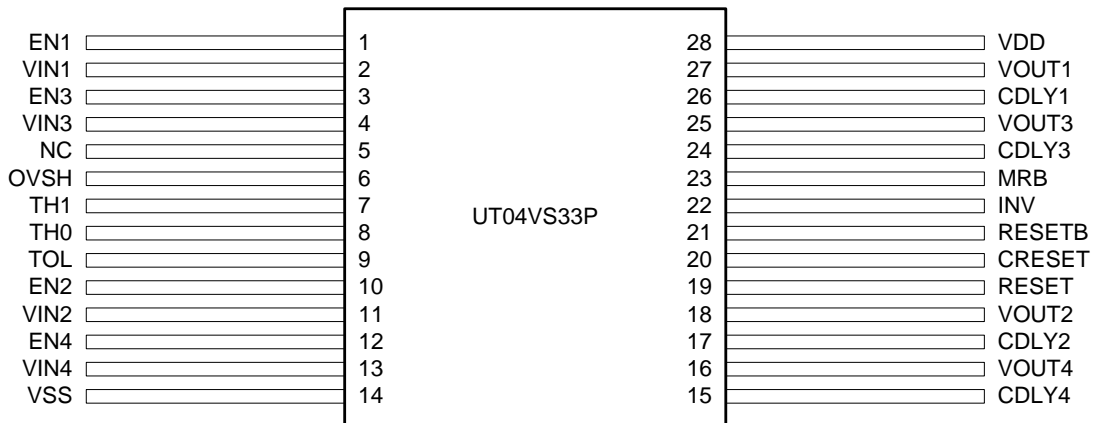 EN1 1 28 VDD
VIN1 2 27 VOUT1
EN3 3 26 CDLY1
VIN3 4 25 VOUT3
NC 5 24 CDLY3
OVSH 6 23 MRB
TH1 7 22 INV
UT04VS33P
TH0 8 21 RESETB
TOL 9 20 CRESET
EN2 10 19 RESET
VIN2 11 18 VOUT2
EN4 12 17 CDLY2
VIN4 13 16 VOUT4
VSS 14 15 CDLY4